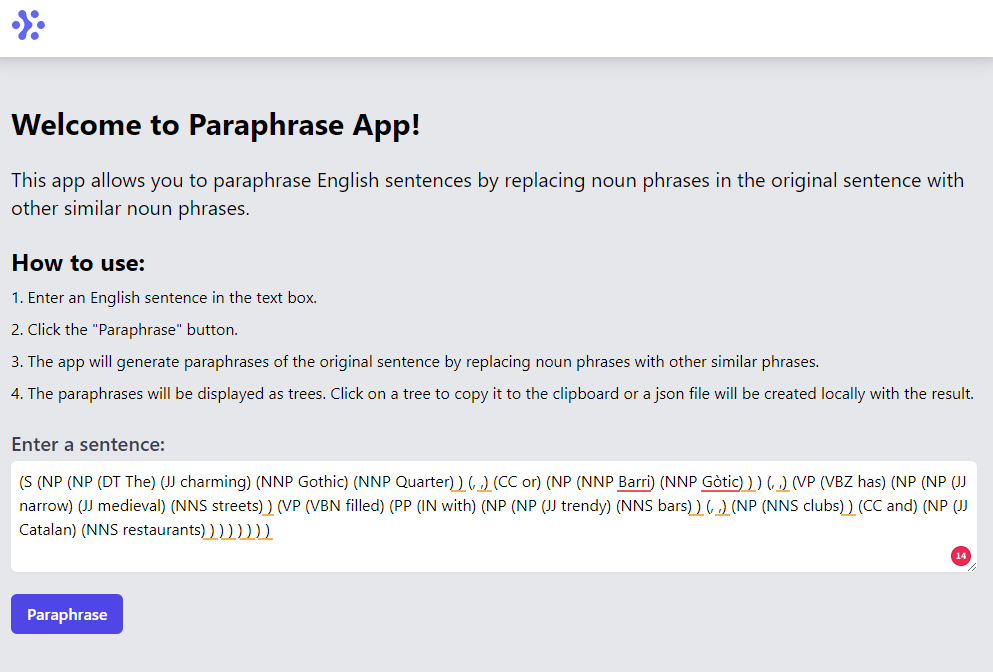 Welcome to Paraphrase App!
This app allows you to paraphrase English sentences by replacing noun phrases in the original sentence with
other similar noun phrases.
How to use:
1. Enter an English sentence in the text box.
2. Click the "Paraphrase" button.
3. The app will generate paraphrases of the original sentence by replacing noun phrases with other similar phrases.
4. The paraphrases will be displayed as trees. Click on a tree to copy it to the clipboard or a json file will be created locally with the result.
Enter a sentence:
(S (NP (NP (DT The) (JJ charming) (NNP Gothic) (NNP Quarter) ) (, ,) (CC or) (NP (NNP Barri) (NNP Gòtic) ) ) (, ,) (VP (VBZ has) (NP (NP (JJ
narrow) (JJ medieval) (NNS streets) ) (VP (VBN filled) (PP (IN with) (NP (NP (JJ trendy) (NNS bars) ) (, ,) (NP (NNS clubs) ) (CC and) (NP (JJ
Catalan) (NNS restaurants) ) ) ) ) ) ) )
14
Paraphrase